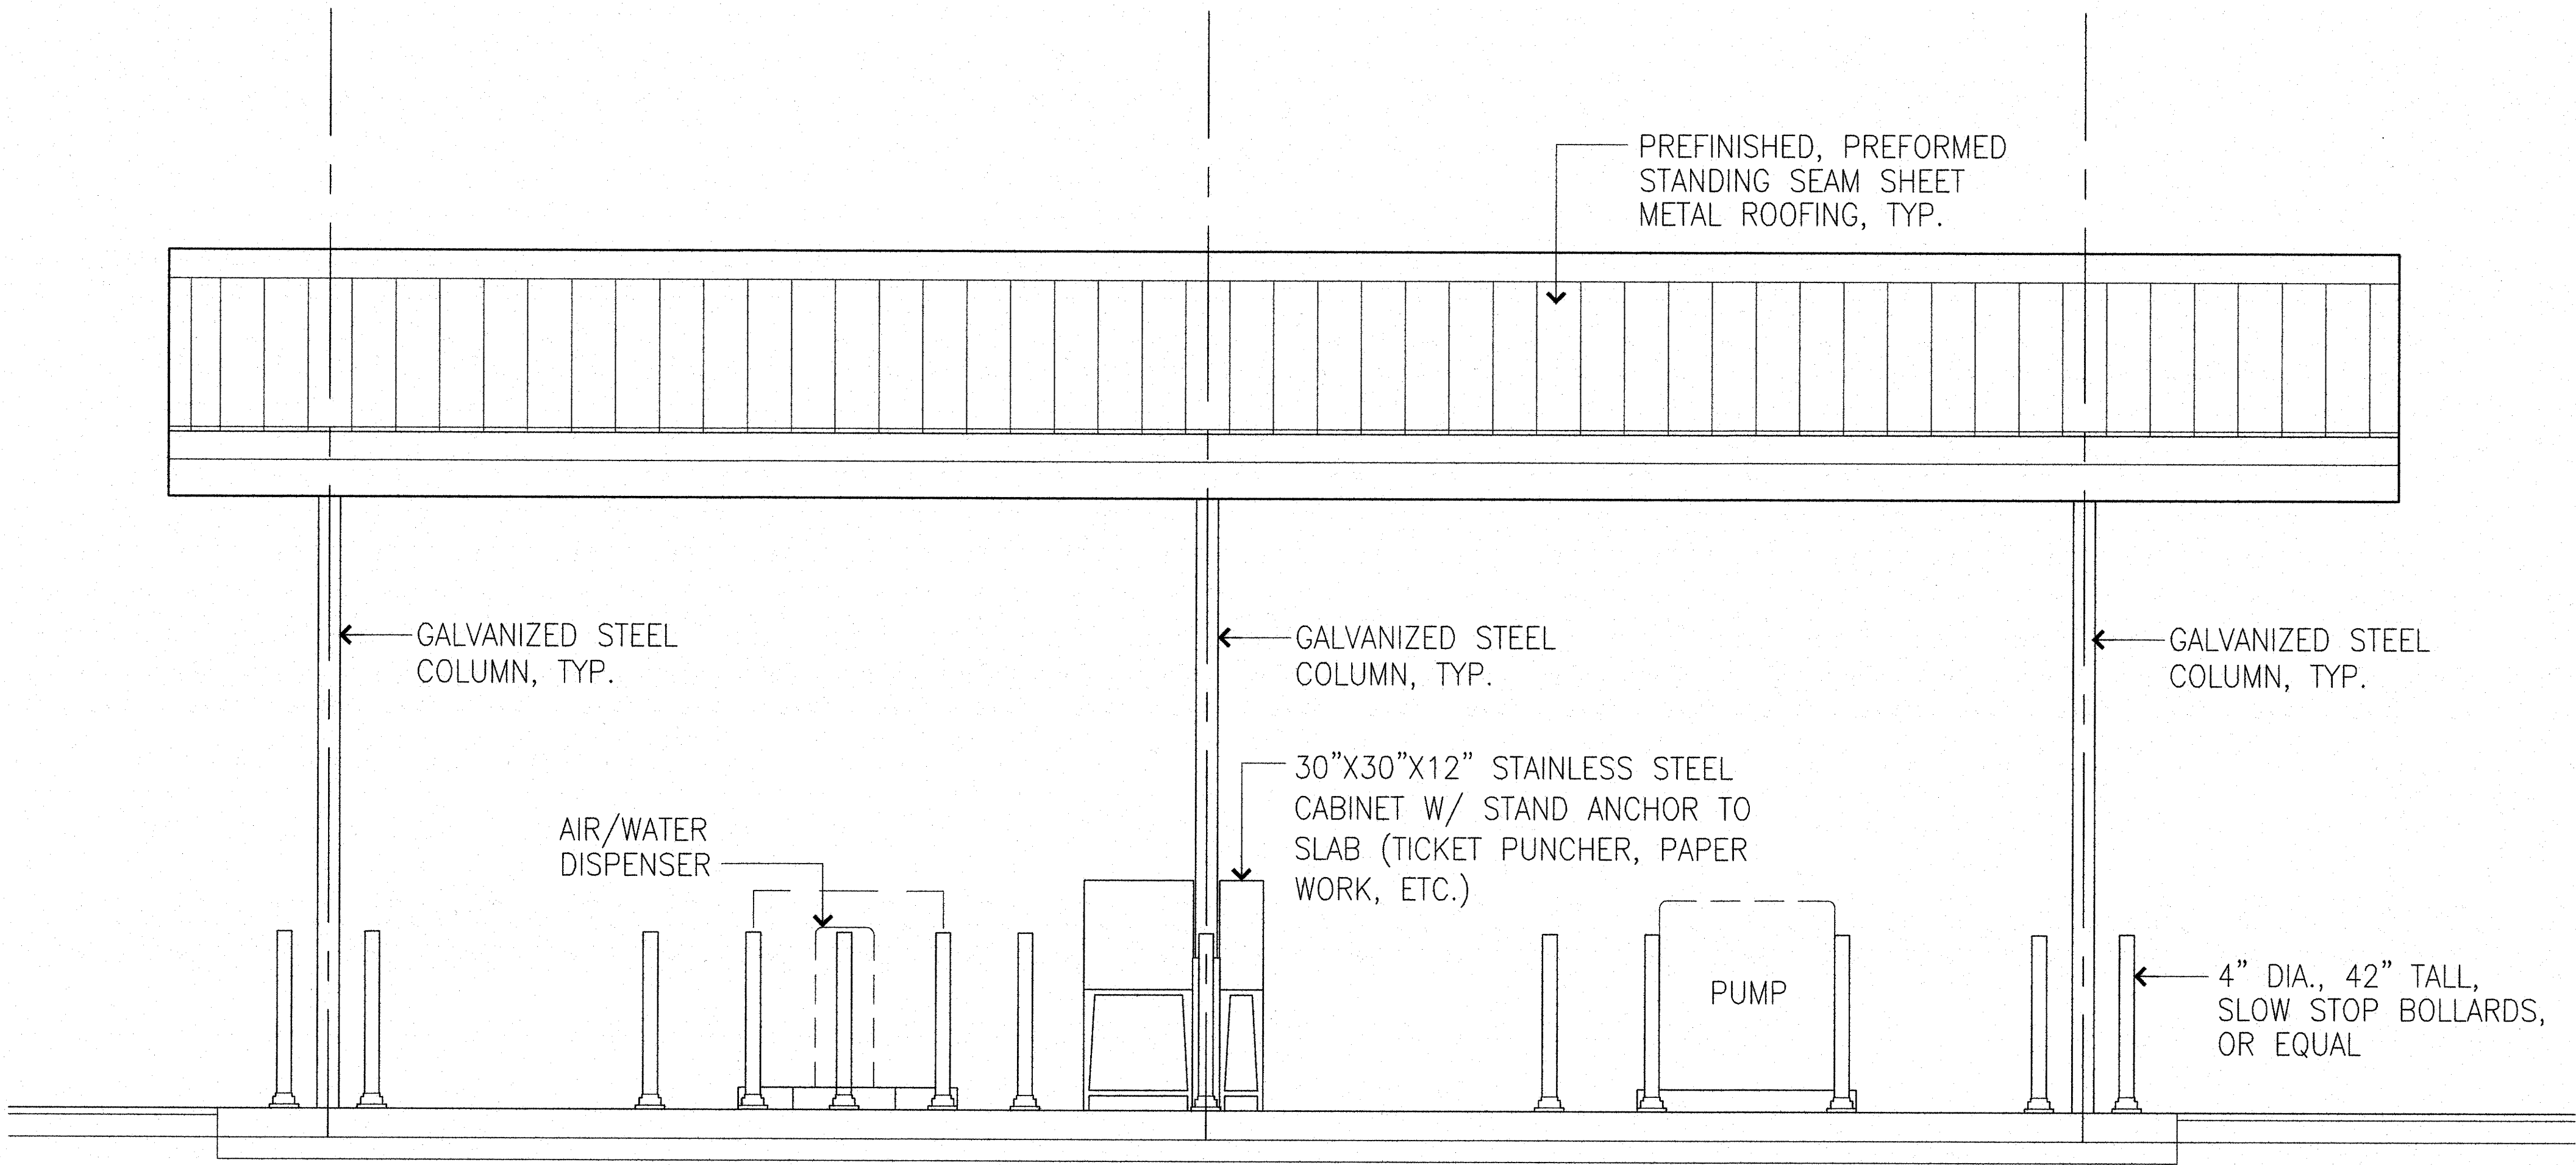 PREFINISHED, PREFORMED
STANDING SEAM SHEET
METAL ROOFING, TYP.
GALVANIZED STEEL
COLUMN, TYP.
GALVANIZED STEEL
COLUMN, TYP.
GALVANIZED STEEL
COLUMN, TYP.
30"X30"X12" STAINLESS STEEL
CABINET W/ STAND ANCHOR TO
SLAB (TICKET PUNCHER, PAPER
WORK, ETC.)
AIR/WATER
DISPENSER
PUMP
4" DIA., 42" TALL,
SLOW STOP BOLLARDS,
OR EQUAL